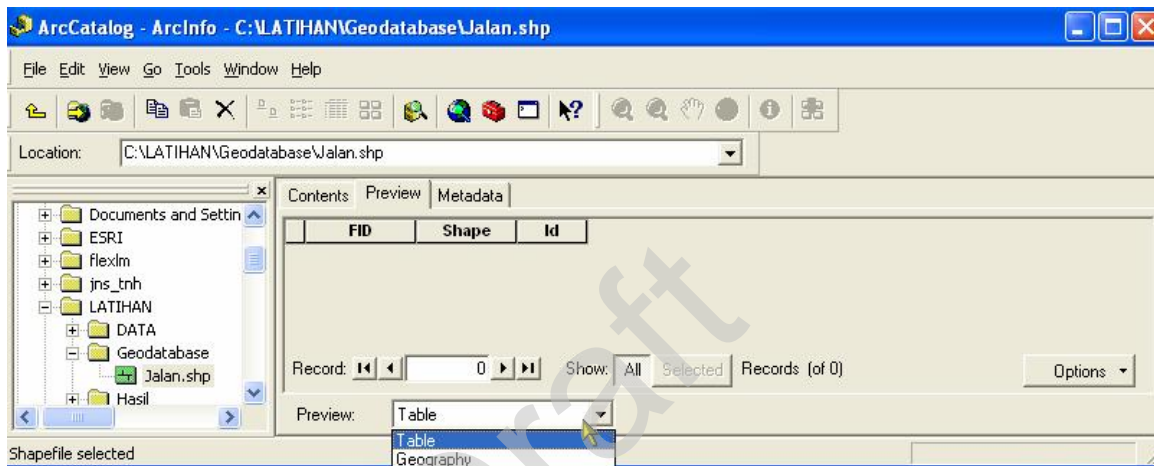 ArcCatalog - ArcInfo - C:\LATIHAN\Geodatabase\Jalan.shp
File Edit View Go Tools Window Help
Location: C:\LATIHAN\Geodatabase\Jalan.shp
Contents Preview Metadata
Documents and Settin
ESRI
flexlm
jns_tnh
LATIHAN
DATA
Geodatabase
Jalan.shp
Hasil
FID Shape Id
Record: 0 Show: All Selected Records (of 0) Options
Preview: Table
Table
Geography
Shapefile selected
Draft